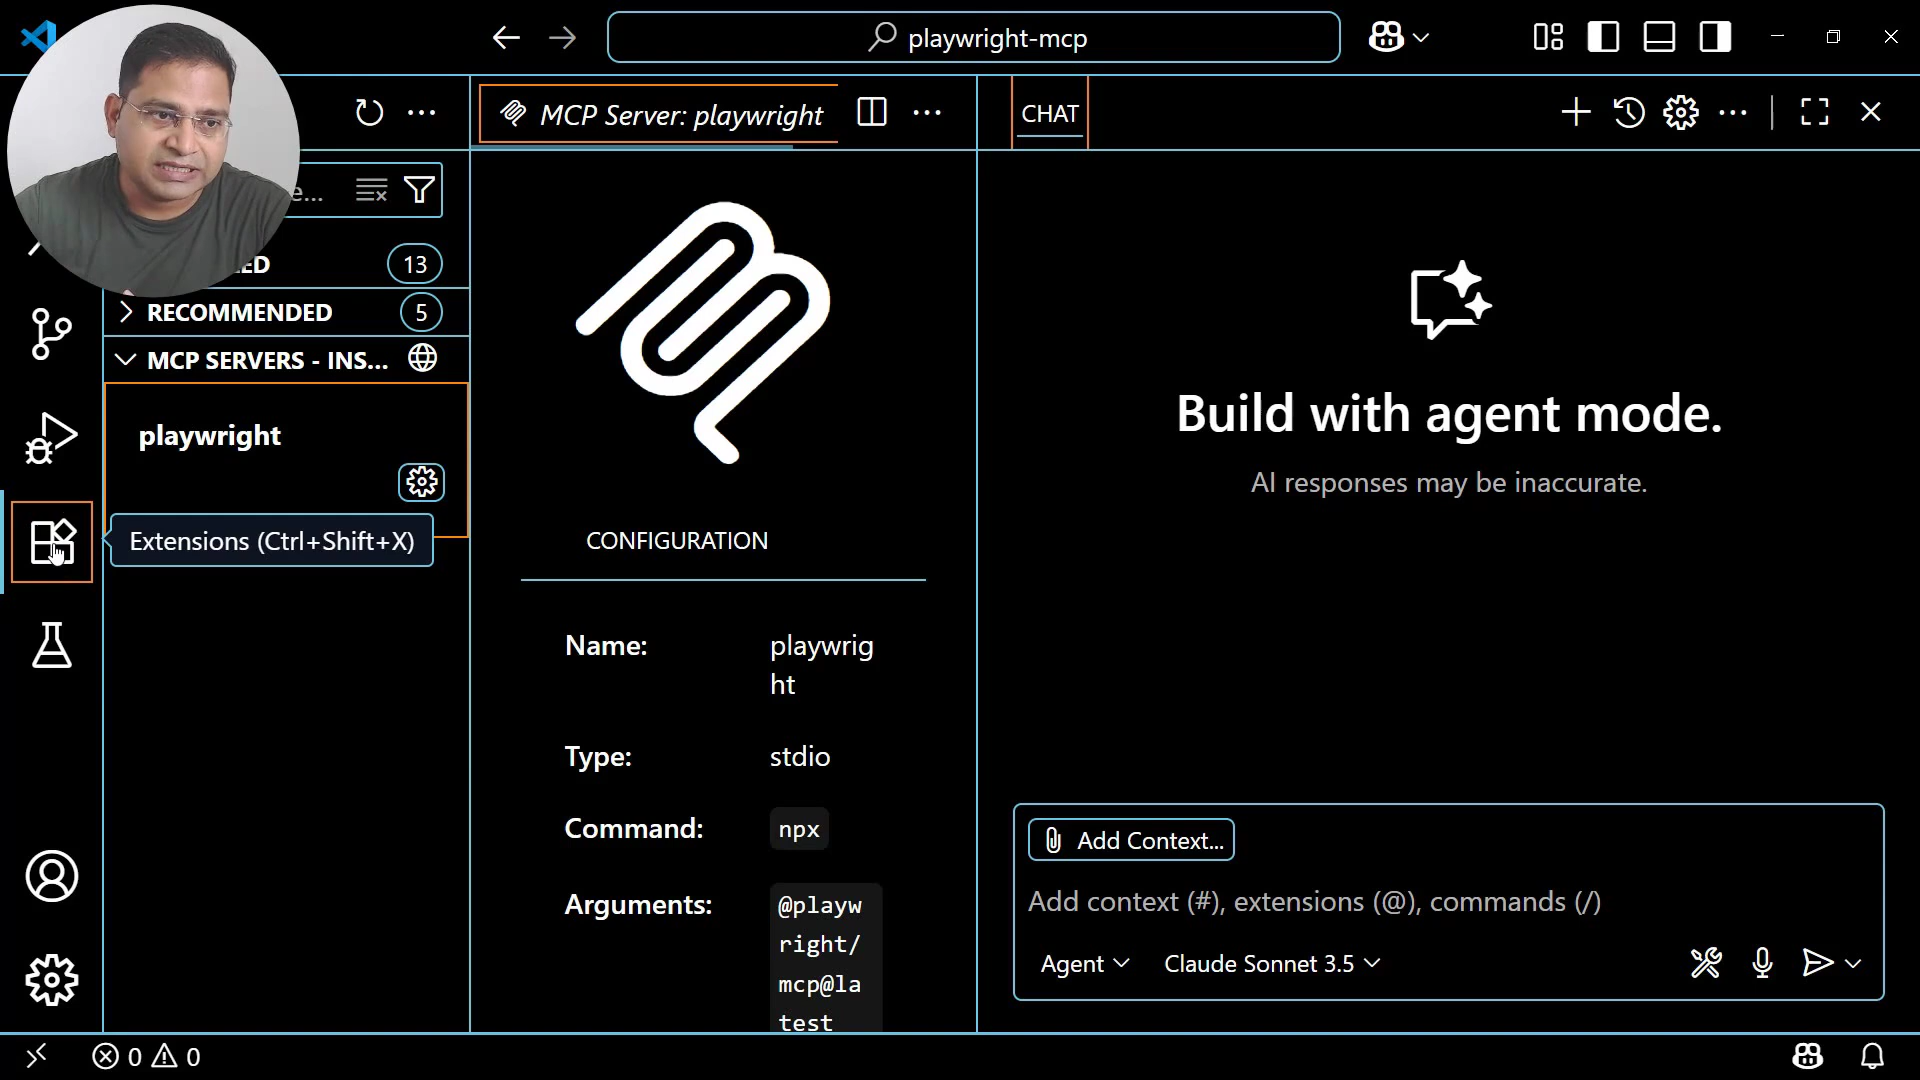 playwright-mcp
MCP Server: playwright
CHAT
e...
ED
13
RECOMMENDED
5
MCP SERVERS - INS...
playwright
Extensions (Ctrl+Shift+X)
CONFIGURATION
Name:
playwrig
ht
Type:
stdio
Command:
npx
Arguments:
@playw
right/
mcp@la
test
Build with agent mode.
AI responses may be inaccurate.
Add Context...
Add context (#), extensions (@), commands (/)
Agent
Claude Sonnet 3.5
0
0